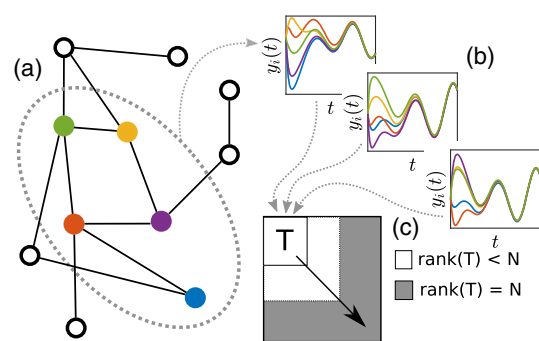 (a)
y_i(t)
t
(b)
y_i(t)
t
y_i(t)
t
(c)
T
rank(T) < N
rank(T) = N